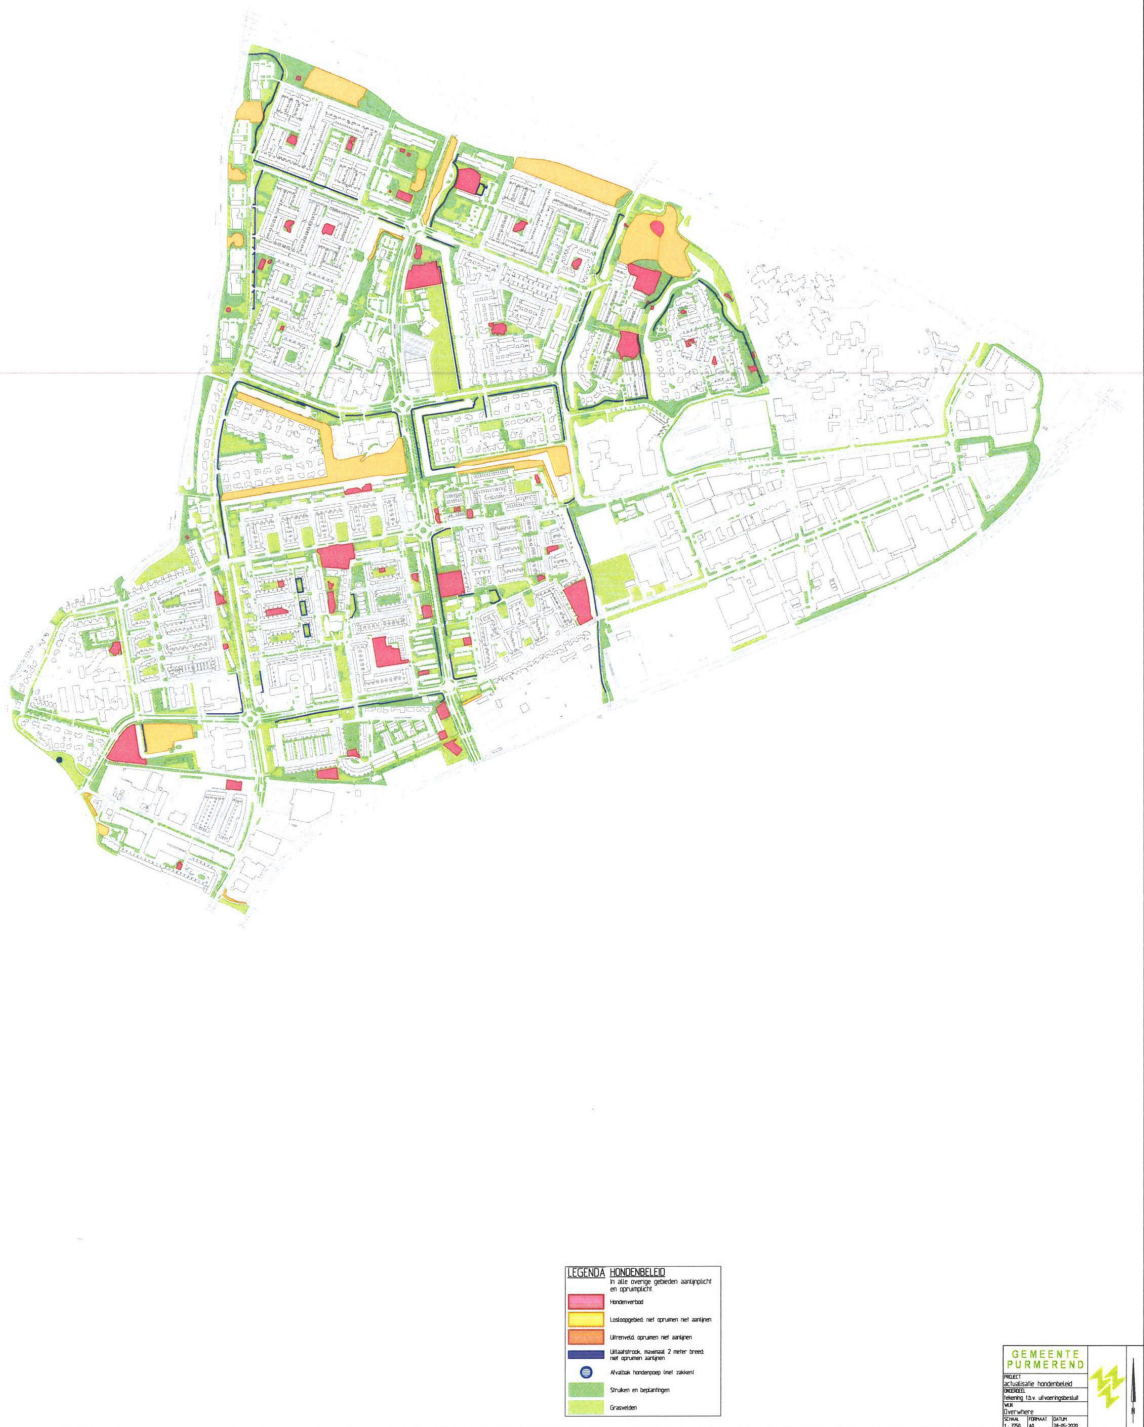 LEGENDA HONDENBELEID
In alle overige gebieden aanlijnplicht
en opruimplicht
Hondenverbod
Losloopgebied: niet opruimen niet aanlijnen
Uitrenveld: opruimen niet aanlijnen
Uitlaatstrook, maximaal 2 meter breed:
niet opruimen aanlijnen
Afvalbak hondenpoep (met zakken)
Struiken en beplantingen
Grasvelden
GEMEENTE
PURMEREND
PROJECT
actualisatie hondenbeleid
ONDERDEEL
tekening t.b.v. uitvoeringsbesluit
WIJK
Overwhere
SCHAAL FORMAAT DATUM